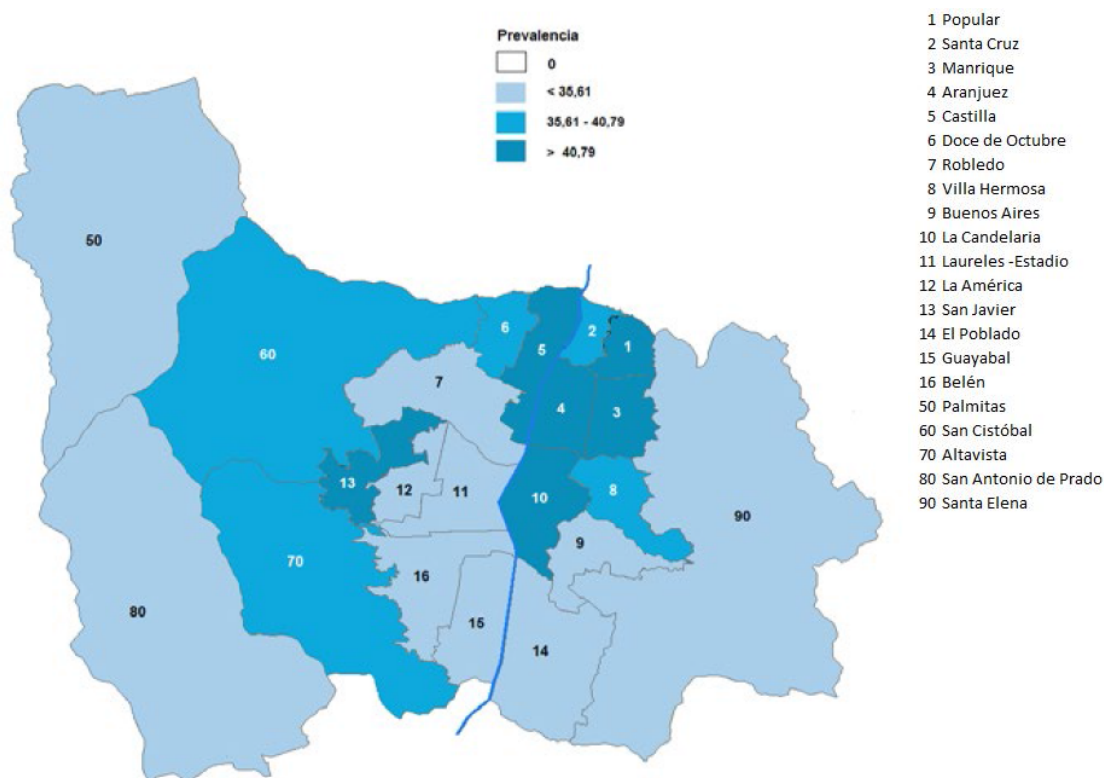 Prevalencia
0
< 35,61
35,61 - 40,79
> 40,79
1 Popular
2 Santa Cruz
3 Manrique
4 Aranjuez
5 Castilla
6 Doce de Octubre
7 Robledo
8 Villa Hermosa
9 Buenos Aires
10 La Candelaria
11 Laureles -Estadio
12 La América
13 San Javier
14 El Poblado
15 Guayabal
16 Belén
50 Palmitas
60 San Cistóbal
70 Altavista
80 San Antonio de Prado
90 Santa Elena
50
60
6
5
2
1
7
4
3
13
12
11
10
8
90
9
70
16
80
15
14